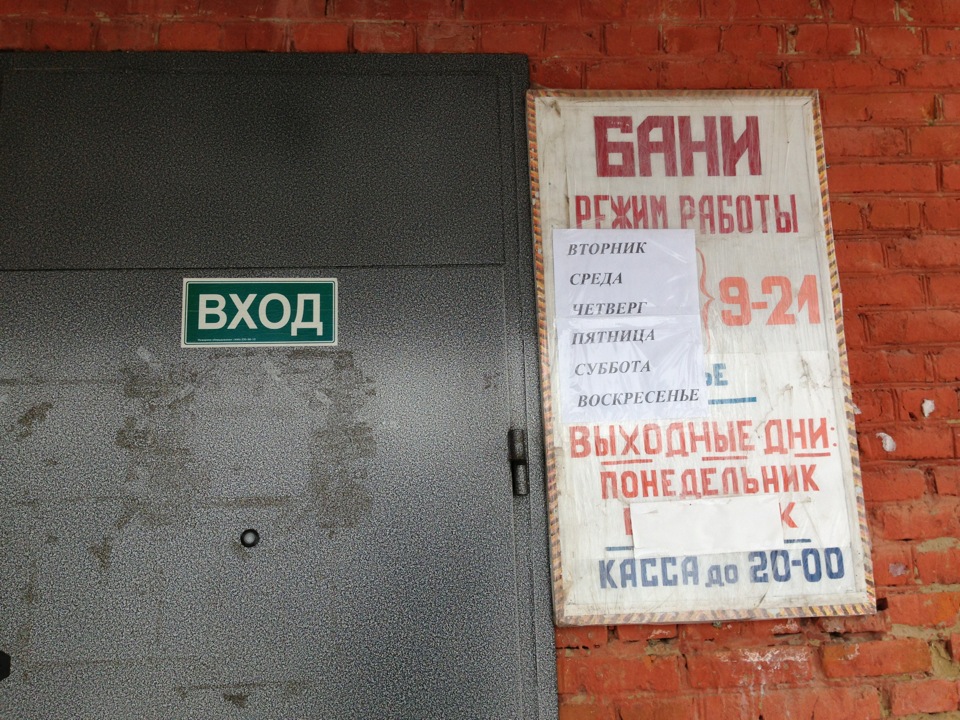 ВХОД
БАНИ
РЕЖИМ РАБОТЫ
ВТОРНИК
СРЕДА
ЧЕТВЕРГ
ПЯТНИЦА
СУББОТА
ВОСКРЕСЕНЬЕ
9-21
ВЫХОДНЫЕ ДНИ:
ПОНЕДЕЛЬНИК
КАССА до 20-00